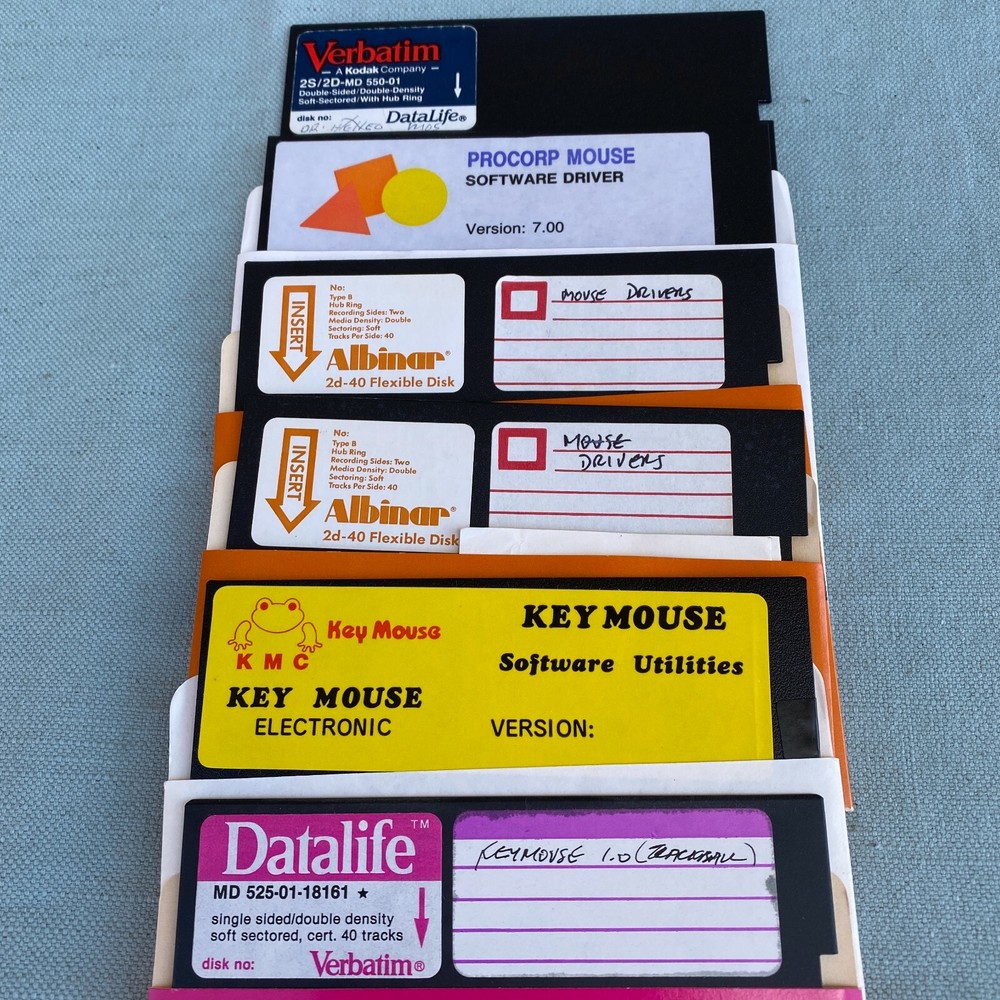 Verbatim
A Kodak Company
2S/2D-MD 550-01
Double-Sided/Double-Density
Soft-Sectored/With Hub Ring
disk no: DataLife®
PROCORP MOUSE
SOFTWARE DRIVER
Version: 7.00
INSERT
No:
Type B
Hub Ring
Recording Sides: Two
Media Density: Double
Sectoring: Soft
Tracks Per Side: 40
Albinar®
2d-40 Flexible Disk
MOUSE DRIVERS
INSERT
No:
Type B
Hub Ring
Recording Sides: Two
Media Density: Double
Sectoring: Soft
Tracks Per Side: 40
Albinar®
2d-40 Flexible Disk
MOUSE
DRIVERS
Key Mouse
K M C
KEY MOUSE
ELECTRONIC
KEY MOUSE
Software Utilities
VERSION:
Datalife™
MD 525-01-18161 ★
single sided/double density
soft sectored, cert. 40 tracks
disk no: Verbatim®
KEYMOUSE 1.0 (TRACKBALL)